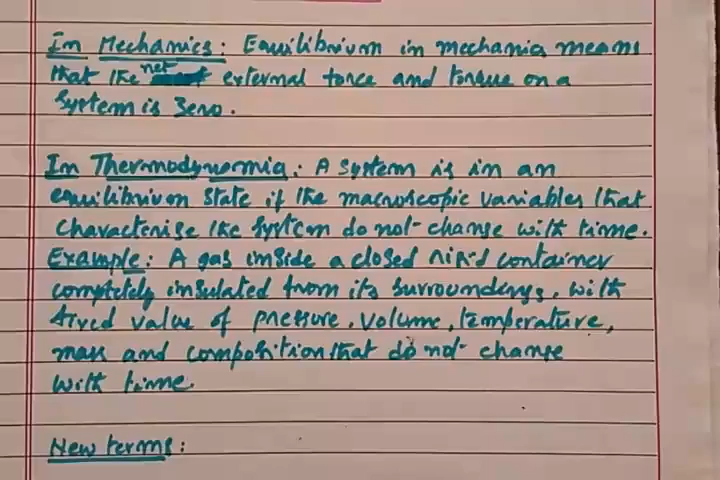 In Mechanics: Equilibrium in mechanics means
that the net external force and torque on a
system is zero.
In Thermodynamics: A system is in an
equilibrium state if the macroscopic variables that
characterise the system do not change with time.
Example: A gas inside a closed rigid container
completely insulated from its surroundings, with
fixed value of pressure, volume, temperature,
mass and composition that do not change
with time.
New terms: